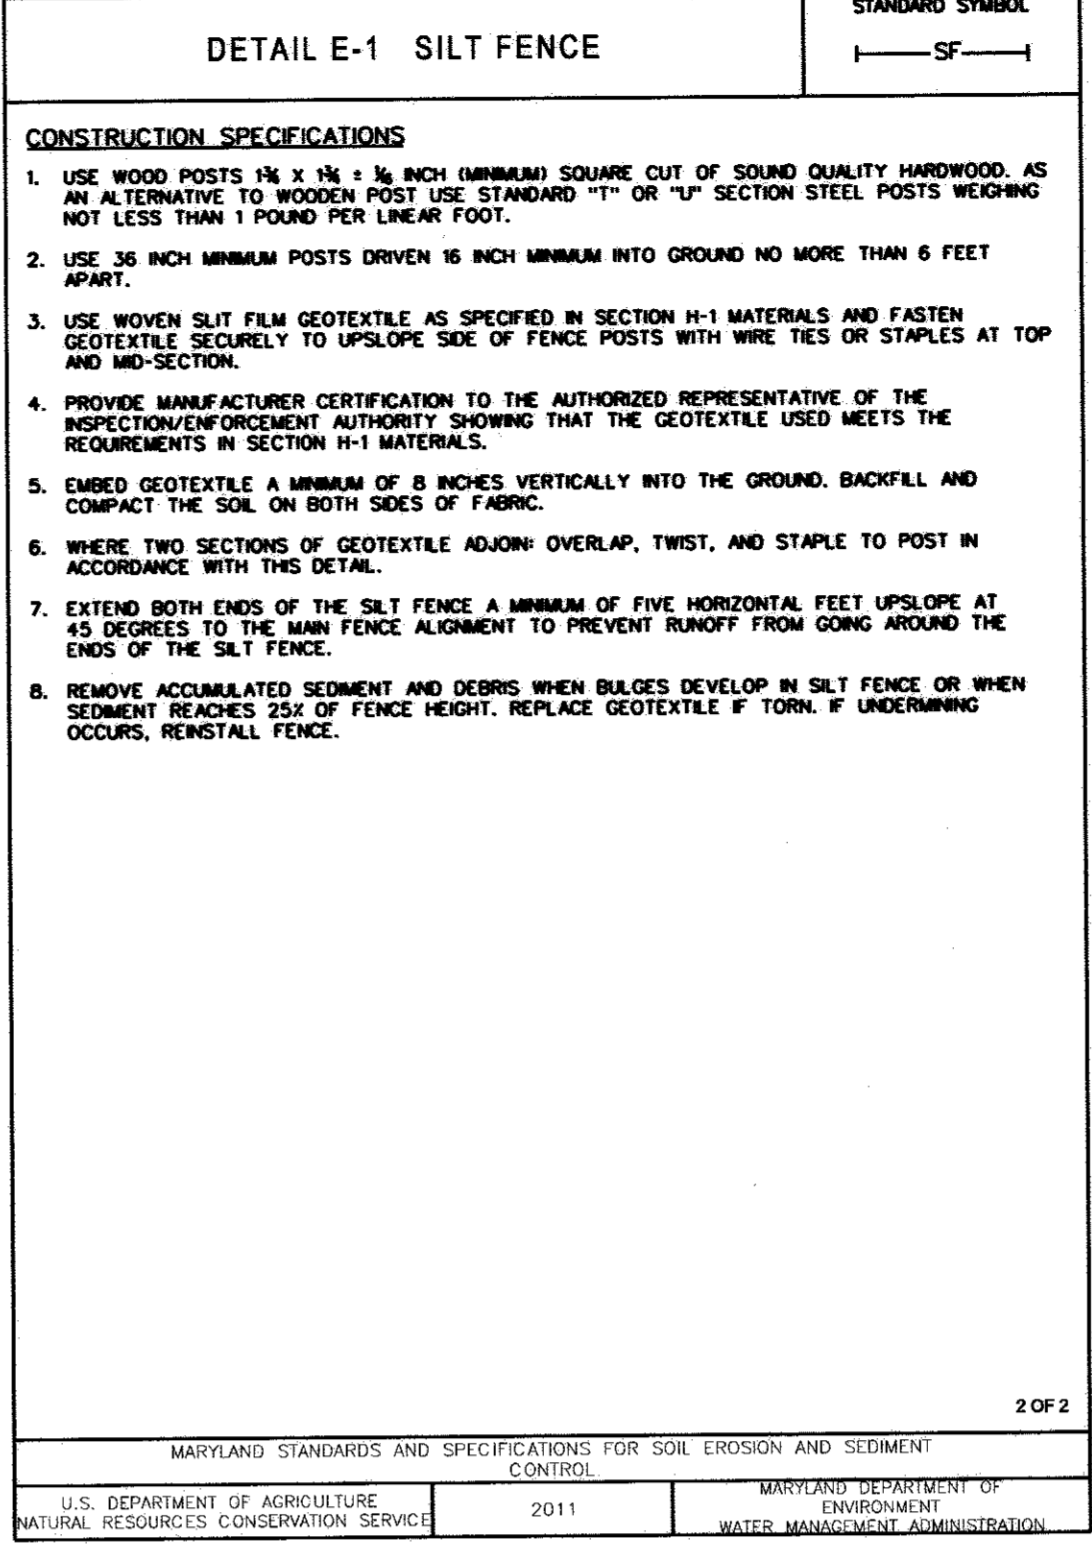 STANDARD SYMBOL
DETAIL E-1 SILT FENCE
SF
CONSTRUCTION SPECIFICATIONS
1. USE WOOD POSTS 1¾ X 1¾ ± 1/16 INCH (MINIMUM) SQUARE CUT OF SOUND QUALITY HARDWOOD. AS
AN ALTERNATIVE TO WOODEN POST USE STANDARD "T" OR "U" SECTION STEEL POSTS WEIGHING
NOT LESS THAN 1 POUND PER LINEAR FOOT.
2. USE 36 INCH MINIMUM POSTS DRIVEN 16 INCH MINIMUM INTO GROUND NO MORE THAN 6 FEET
APART.
3. USE WOVEN SLIT FILM GEOTEXTILE AS SPECIFIED IN SECTION H-1 MATERIALS AND FASTEN
GEOTEXTILE SECURELY TO UPSLOPE SIDE OF FENCE POSTS WITH WIRE TIES OR STAPLES AT TOP
AND MID-SECTION.
4. PROVIDE MANUFACTURER CERTIFICATION TO THE AUTHORIZED REPRESENTATIVE OF THE
INSPECTION/ENFORCEMENT AUTHORITY SHOWING THAT THE GEOTEXTILE USED MEETS THE
REQUIREMENTS IN SECTION H-1 MATERIALS.
5. EMBED GEOTEXTILE A MINIMUM OF 8 INCHES VERTICALLY INTO THE GROUND. BACKFILL AND
COMPACT THE SOIL ON BOTH SIDES OF FABRIC.
6. WHERE TWO SECTIONS OF GEOTEXTILE ADJOIN: OVERLAP, TWIST, AND STAPLE TO POST IN
ACCORDANCE WITH THIS DETAIL.
7. EXTEND BOTH ENDS OF THE SILT FENCE A MINIMUM OF FIVE HORIZONTAL FEET UPSLOPE AT
45 DEGREES TO THE MAIN FENCE ALIGNMENT TO PREVENT RUNOFF FROM GOING AROUND THE
ENDS OF THE SILT FENCE.
8. REMOVE ACCUMULATED SEDIMENT AND DEBRIS WHEN BULGES DEVELOP IN SILT FENCE OR WHEN
SEDIMENT REACHES 25% OF FENCE HEIGHT. REPLACE GEOTEXTILE IF TORN. IF UNDERMINING
OCCURS, REINSTALL FENCE.
2 OF 2
MARYLAND STANDARDS AND SPECIFICATIONS FOR SOIL EROSION AND SEDIMENT
CONTROL
U.S. DEPARTMENT OF AGRICULTURE
NATURAL RESOURCES CONSERVATION SERVICE
2011
MARYLAND DEPARTMENT OF
ENVIRONMENT
WATER MANAGEMENT ADMINISTRATION